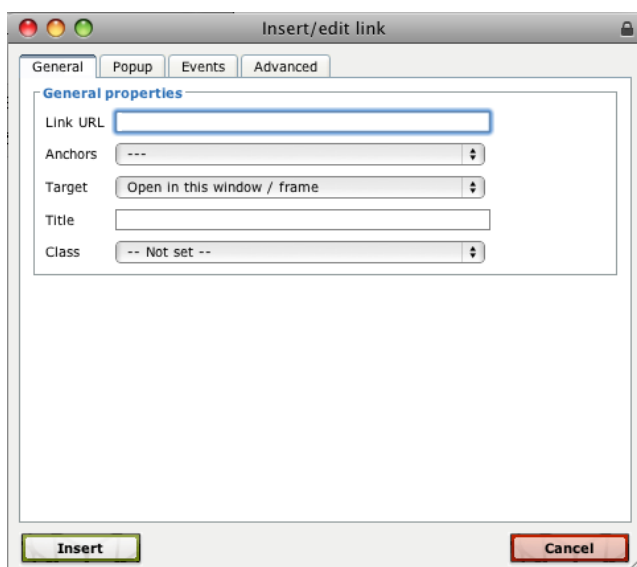 Insert/edit link
General Popup Events Advanced
General properties
Link URL
Anchors ---
Target Open in this window / frame
Title
Class -- Not set --
Insert Cancel